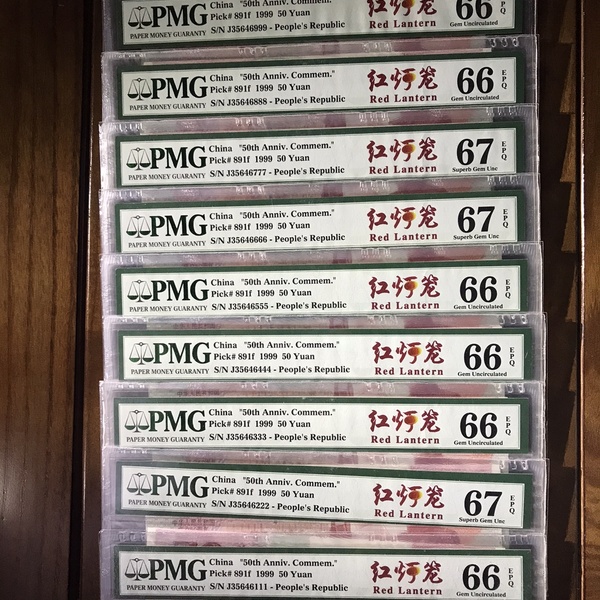 PMG
PAPER MONEY GUARANTY
China "50th Anniv. Commem."
Pick# 891f 1999 50 Yuan
S/N J35646999 - People's Republic
红灯笼
Red Lantern
66 EPQ
PMG
PAPER MONEY GUARANTY
China "50th Anniv. Commem."
Pick# 891f 1999 50 Yuan
S/N J35646888 - People's Republic
红灯笼
Red Lantern
66 EPQ
Gem Uncirculated
PMG
PAPER MONEY GUARANTY
China "50th Anniv. Commem."
Pick# 891f 1999 50 Yuan
S/N J35646777 - People's Republic
红灯笼
Red Lantern
67 EPQ
Superb Gem Unc
PMG
PAPER MONEY GUARANTY
China "50th Anniv. Commem."
Pick# 891f 1999 50 Yuan
S/N J35646666 - People's Republic
红灯笼
Red Lantern
67 EPQ
Superb Gem Unc
PMG
PAPER MONEY GUARANTY
China "50th Anniv. Commem."
Pick# 891f 1999 50 Yuan
S/N J35646555 - People's Republic
红灯笼
Red Lantern
66 EPQ
Gem Uncirculated
PMG
PAPER MONEY GUARANTY
China "50th Anniv. Commem."
Pick# 891f 1999 50 Yuan
S/N J35646444 - People's Republic
红灯笼
Red Lantern
66 EPQ
Gem Uncirculated
PMG
PAPER MONEY GUARANTY
China "50th Anniv. Commem."
Pick# 891f 1999 50 Yuan
S/N J35646333 - People's Republic
红灯笼
Red Lantern
66 EPQ
Gem Uncirculated
PMG
PAPER MONEY GUARANTY
China "50th Anniv. Commem."
Pick# 891f 1999 50 Yuan
S/N J35646222 - People's Republic
红灯笼
Red Lantern
67 EPQ
Superb Gem Unc
PMG
PAPER MONEY GUARANTY
China "50th Anniv. Commem."
Pick# 891f 1999 50 Yuan
S/N J35646111 - People's Republic
红灯笼
Red Lantern
66 EPQ
Gem Uncirculated